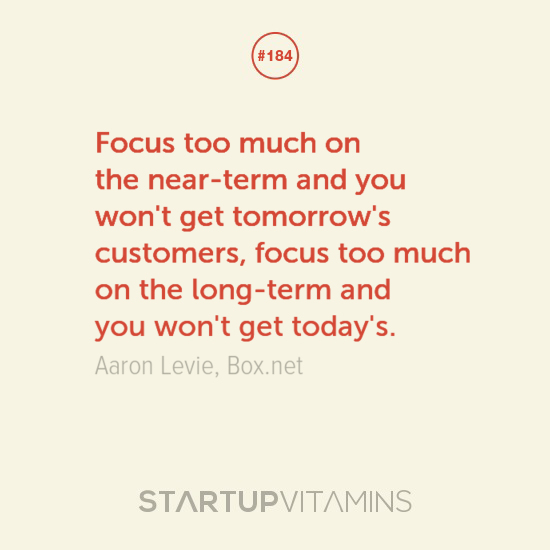 #184
Focus too much on
the near-term and you
won't get tomorrow's
customers, focus too much
on the long-term and
you won't get today's.
Aaron Levie, Box.net
STARTUPVITAMINS